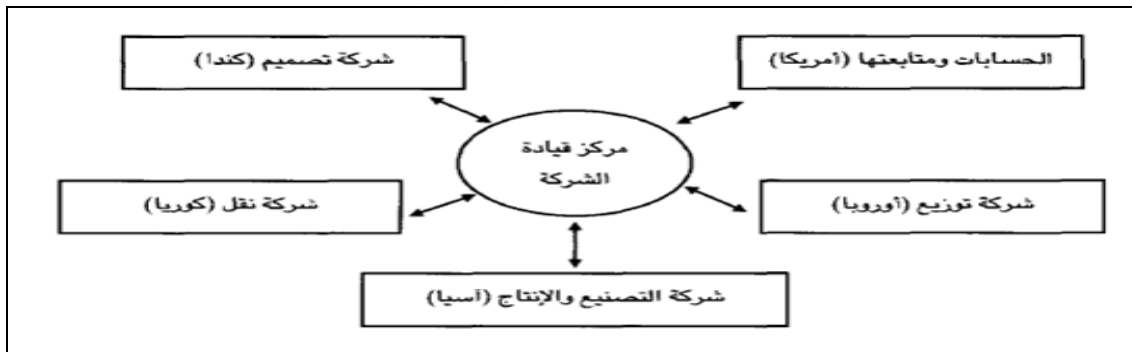 الحسابات ومتابعتها (أمريكا)
شركة تصميم (كندا)
مركز قيادة
الشركة
شركة توزيع (أوروبا)
شركة نقل (كوريا)
شركة التصنيع والإنتاج (آسيا)